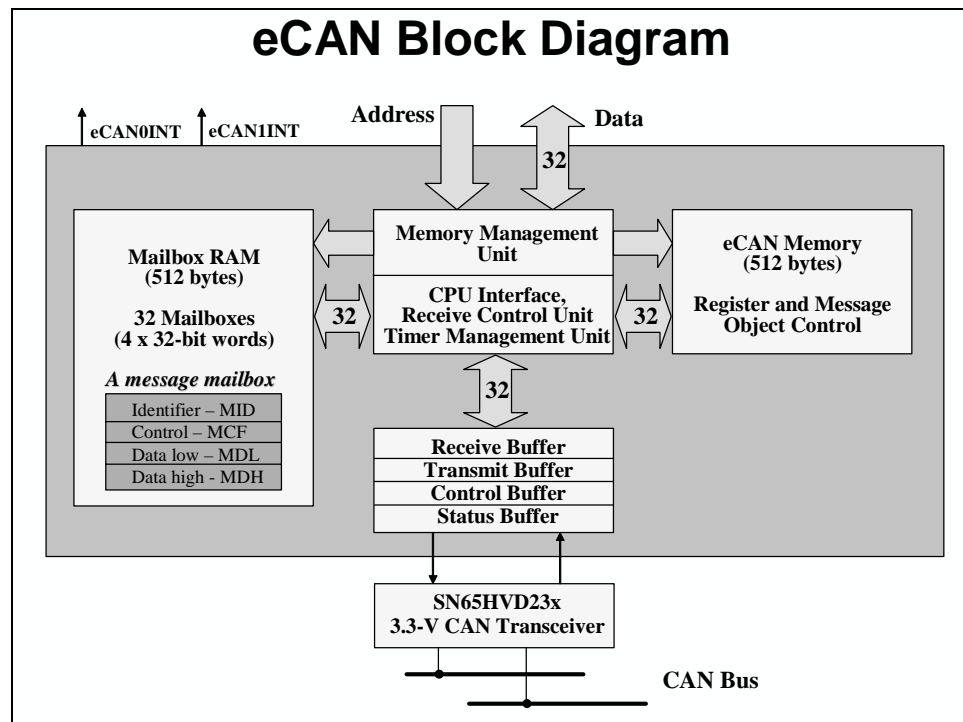 eCAN Block Diagram
eCAN0INT
eCAN1INT
Address
Data
32
Mailbox RAM
(512 bytes)
32 Mailboxes
(4 x 32-bit words)
A message mailbox
Identifier – MID
Control – MCF
Data low – MDL
Data high - MDH
32
Memory Management
Unit
CPU Interface,
Receive Control Unit
Timer Management Unit
32
eCAN Memory
(512 bytes)
Register and Message
Object Control
32
Receive Buffer
Transmit Buffer
Control Buffer
Status Buffer
SN65HVD23x
3.3-V CAN Transceiver
CAN Bus